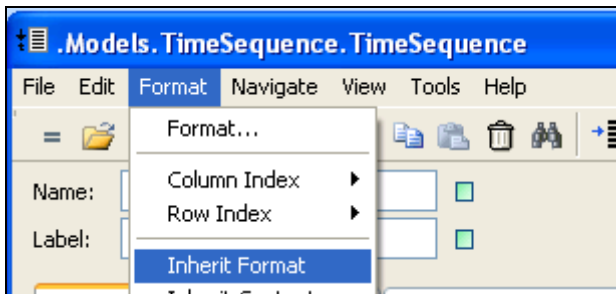 .Models.TimeSequence.TimeSequence
File Edit Format Navigate View Tools Help
Format...
Name:
Column Index
Row Index
Label:
Inherit Format